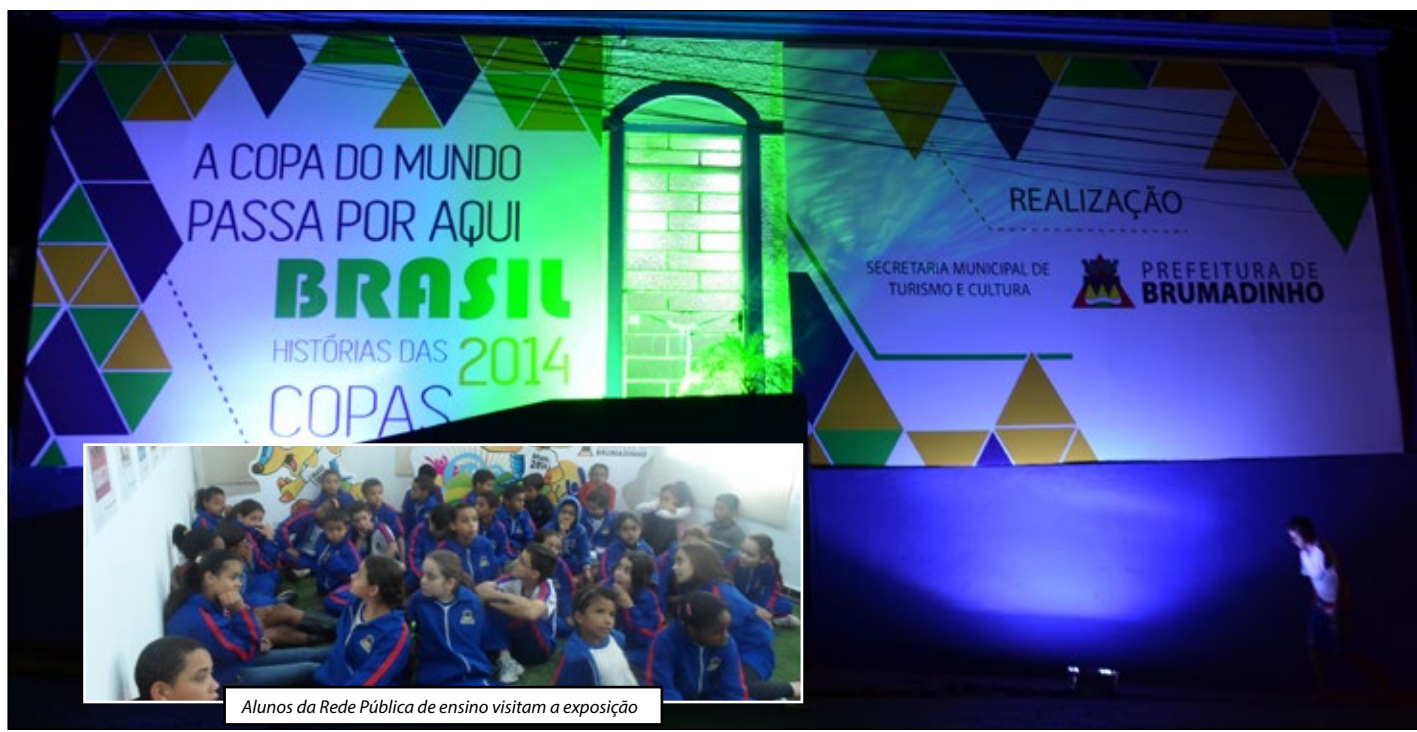 A COPA DO MUNDO
PASSA POR AQUI
BRASIL
HISTÓRIAS DAS 2014
COPAS
REALIZAÇÃO
SECRETARIA MUNICIPAL DE
TURISMO E CULTURA
PREFEITURA DE
BRUMADINHO
BRUMADINHO
Alunos da Rede Pública de ensino visitam a exposição